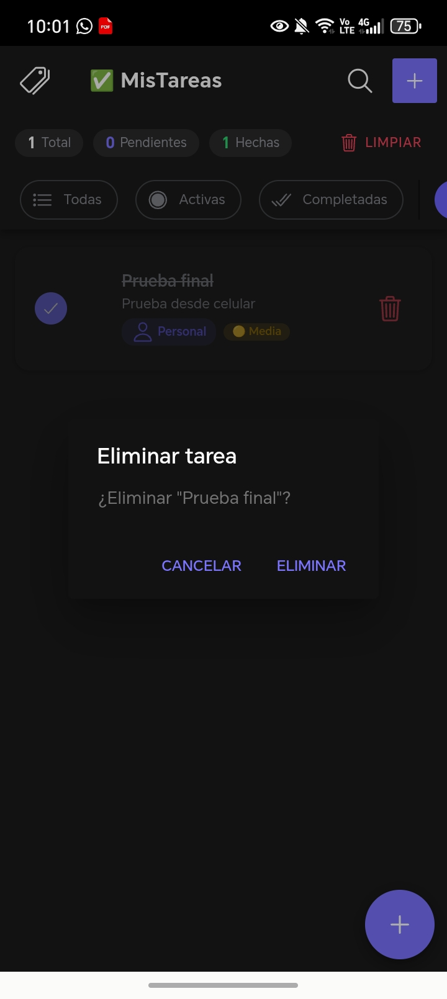 10:01 PDF Vo LTE 4G 75
✅ MisTareas
1 Total 0 Pendientes 1 Hechas LIMPIAR
Todas Activas Completadas
Prueba final
Prueba desde celular
Personal Media
Eliminar tarea
¿Eliminar "Prueba final"?
CANCELAR ELIMINAR